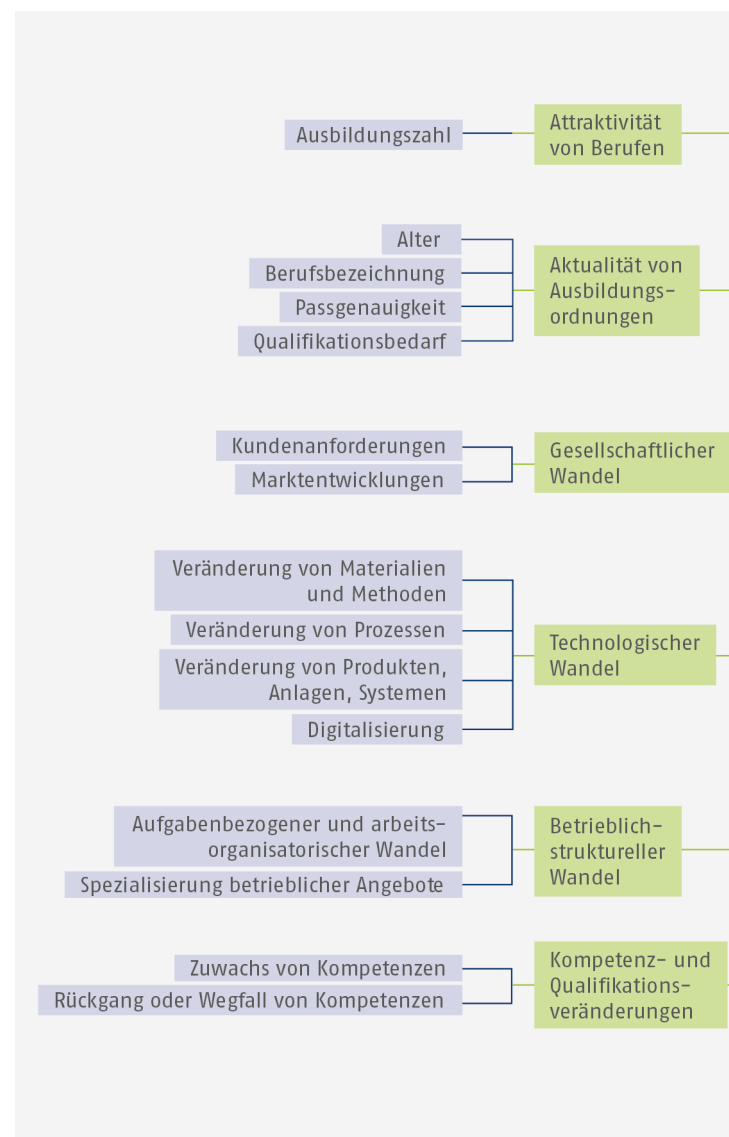 Ausbildungszahl
Attraktivität
von Berufen
Alter
Berufsbezeichnung
Passgenauigkeit
Qualifikationsbedarf
Aktualität von
Ausbildungs-
ordnungen
Kundenanforderungen
Marktentwicklungen
Gesellschaftlicher
Wandel
Veränderung von Materialien
und Methoden
Veränderung von Prozessen
Veränderung von Produkten,
Anlagen, Systemen
Digitalisierung
Technologischer
Wandel
Aufgabenbezogener und arbeits-
organisatorischer Wandel
Spezialisierung betrieblicher Angebote
Betrieblich-
struktureller
Wandel
Zuwachs von Kompetenzen
Rückgang oder Wegfall von Kompetenzen
Kompetenz- und
Qualifikations-
veränderungen